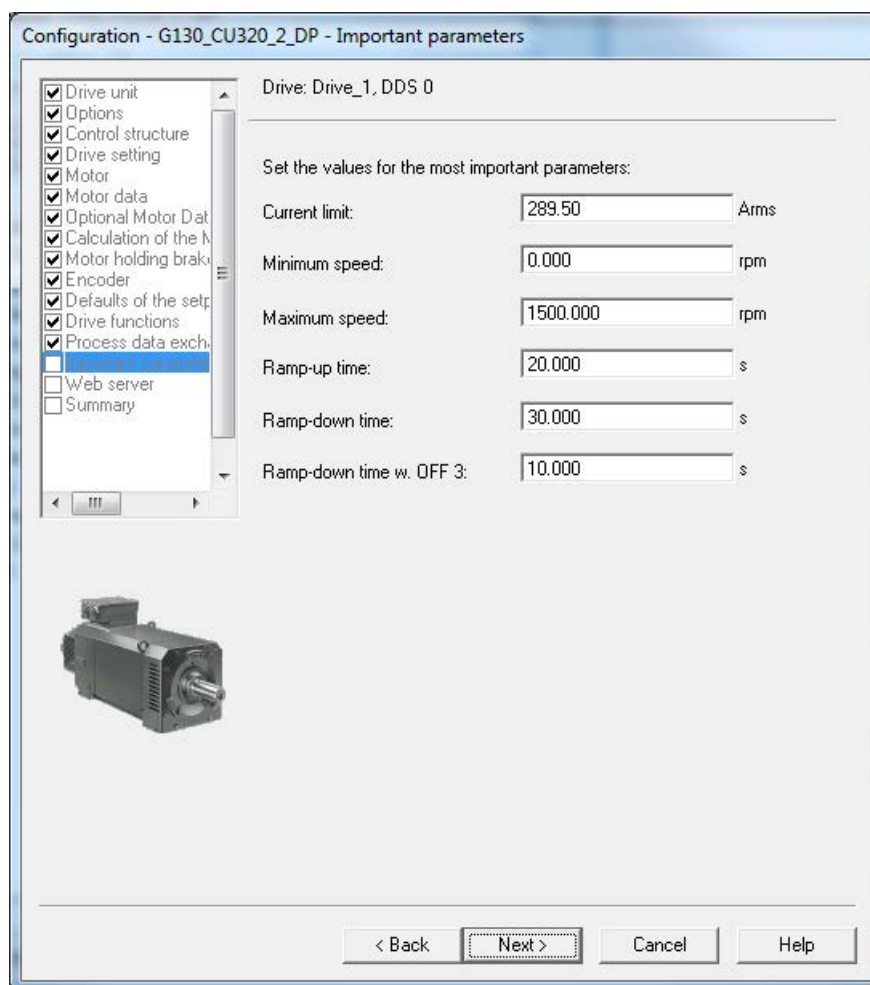 Configuration - G130_CU320_2_DP - Important parameters
Drive unit
Options
Control structure
Drive setting
Motor
Motor data
Optional Motor Dat
Calculation of the M
Motor holding brak
Encoder
Defaults of the setp
Drive functions
Process data exch
Web server
Summary
Drive: Drive_1, DDS 0
Set the values for the most important parameters:
Current limit: 289.50 Arms
Minimum speed: 0.000 rpm
Maximum speed: 1500.000 rpm
Ramp-up time: 20.000 s
Ramp-down time: 30.000 s
Ramp-down time w. OFF 3: 10.000 s
< Back Next > Cancel Help